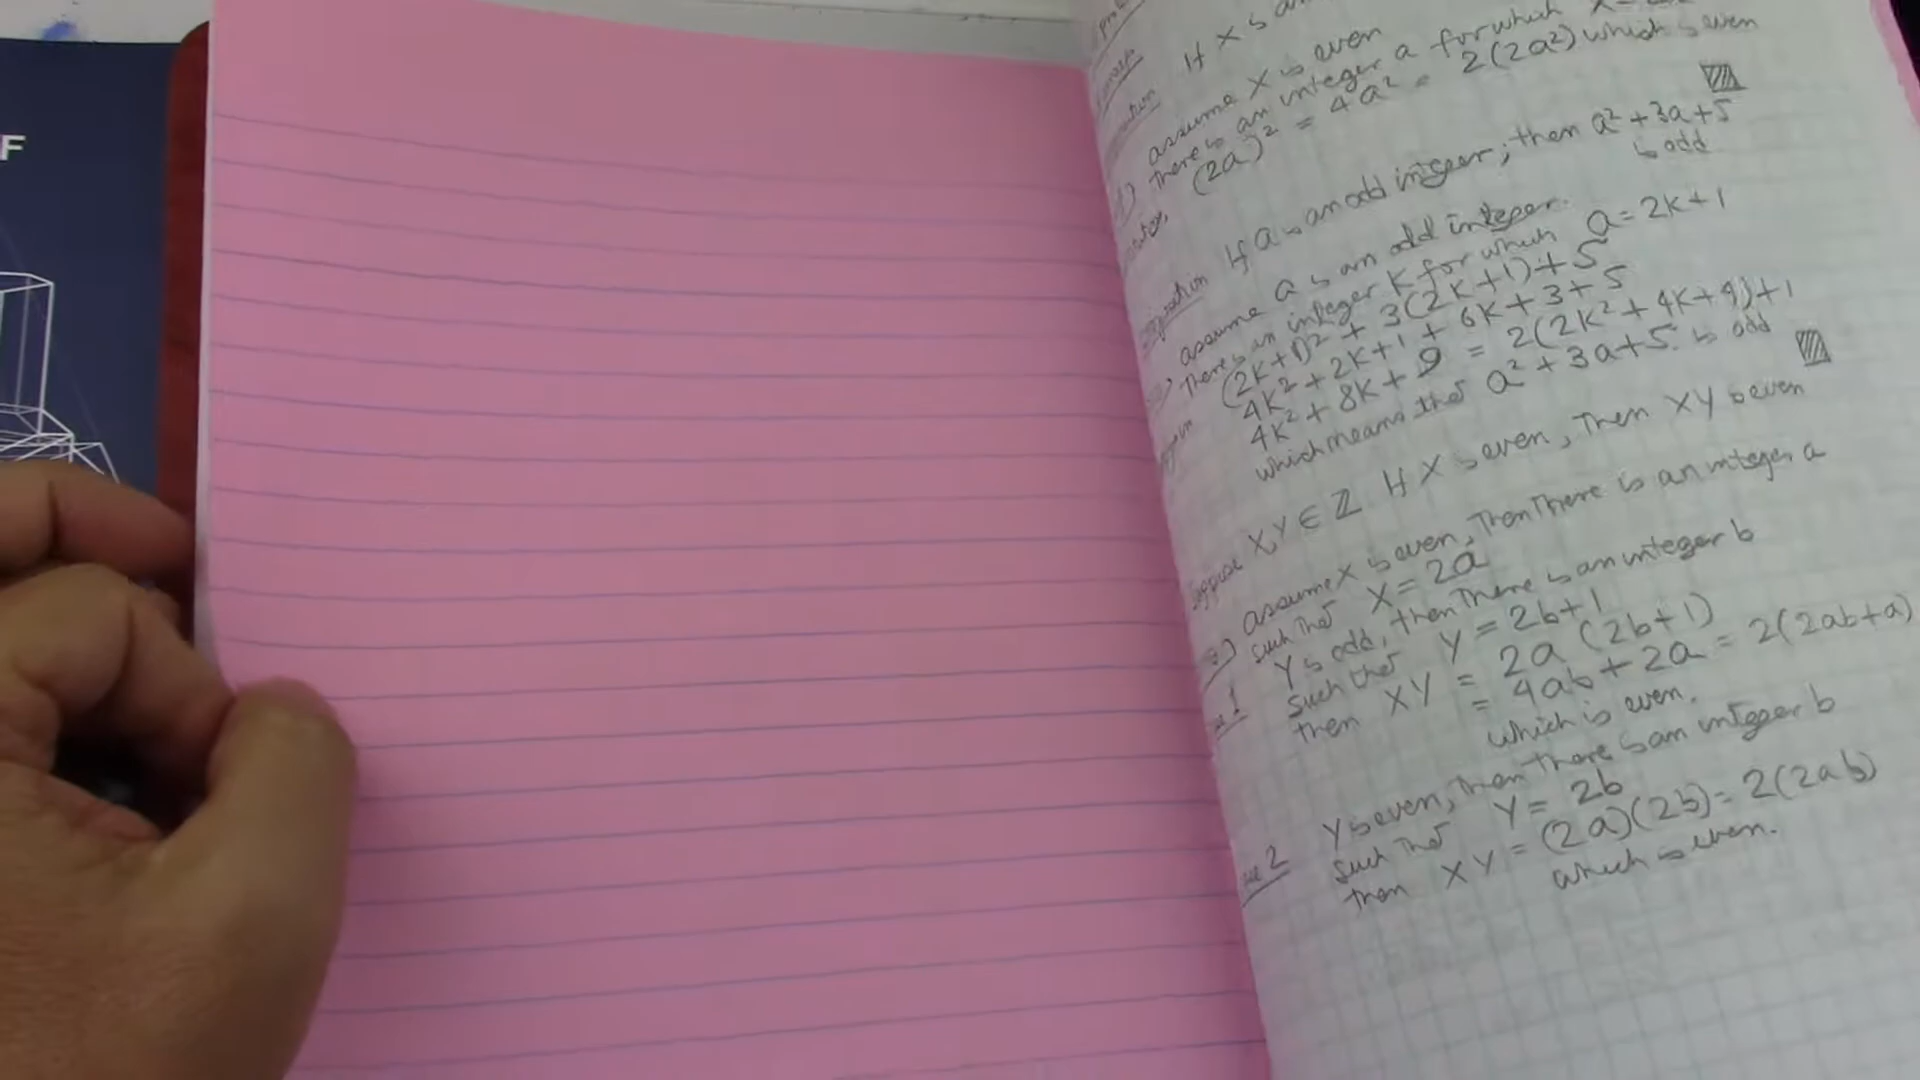 F
If X is an
assume X is even
There is an integer a for which X =
(2a)² = 4a² = 2(2a²) which is even
If a is an odd integer, then a² + 3a + 5
is odd
assume a is an odd integer.
There is an integer K for which a = 2K + 1
(2K+1)² + 3(2K+1) + 5
4K² + 2K + 1 + 6K + 3 + 5
4K² + 8K + 9 = 2(2K² + 4K + 4) + 1
which means that a² + 3a + 5 is odd
Suppose X, Y ∈ ℤ If X is even, Then XY is even
assume X is even, Then There is an integer a
such that X = 2a
Y is odd, then There is an integer b
such that Y = 2b + 1
1
then XY = 2a (2b + 1)
= 4ab + 2a = 2(2ab + a)
which is even.
Y is even, then there is an integer b
such that Y = 2b
2
then XY = (2a)(2b) = 2(2ab)
which is even.